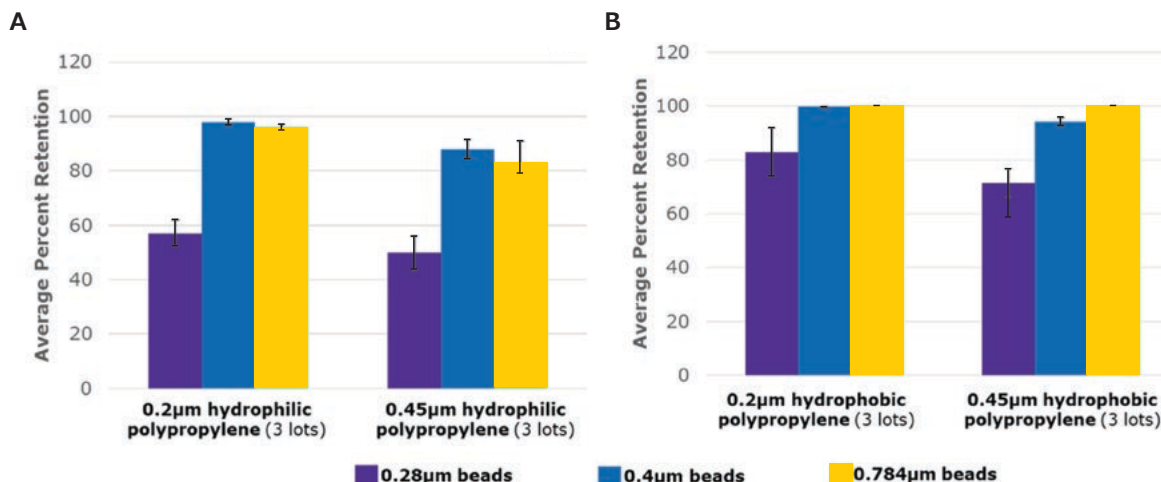 A
B
Average Percent Retention
120
100
80
60
40
20
0
0.2µm hydrophilic
polypropylene (3 lots)
0.45µm hydrophilic
polypropylene (3 lots)
Average Percent Retention
120
100
80
60
40
20
0
0.2µm hydrophobic
polypropylene (3 lots)
0.45µm hydrophobic
polypropylene (3 lots)
0.28µm beads
0.4µm beads
0.784µm beads